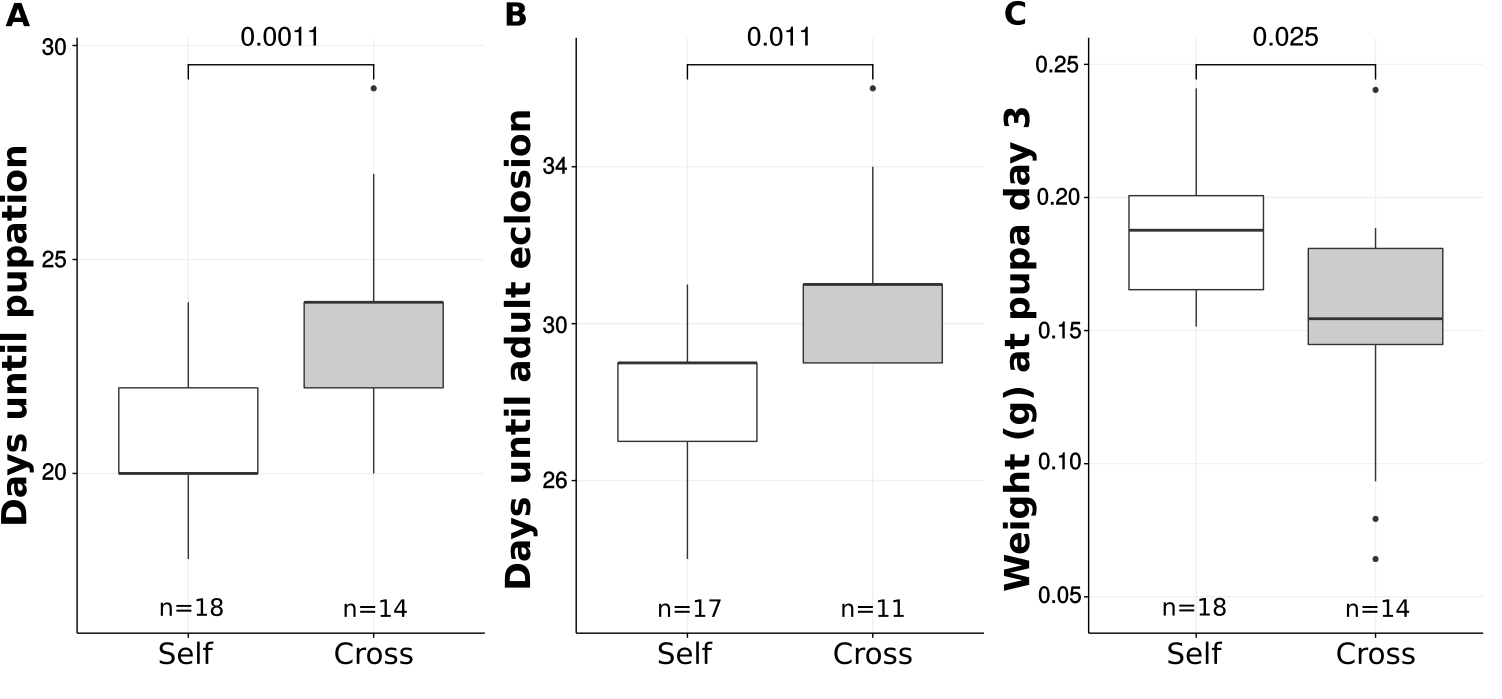 A
Days until pupation
30
25
20
0.0011
n=18
n=14
Self
Cross
B
Days until adult eclosion
34
30
26
0.011
n=17
n=11
Self
Cross
C
Weight (g) at pupa day 3
0.25
0.20
0.15
0.10
0.05
0.025
n=18
n=14
Self
Cross